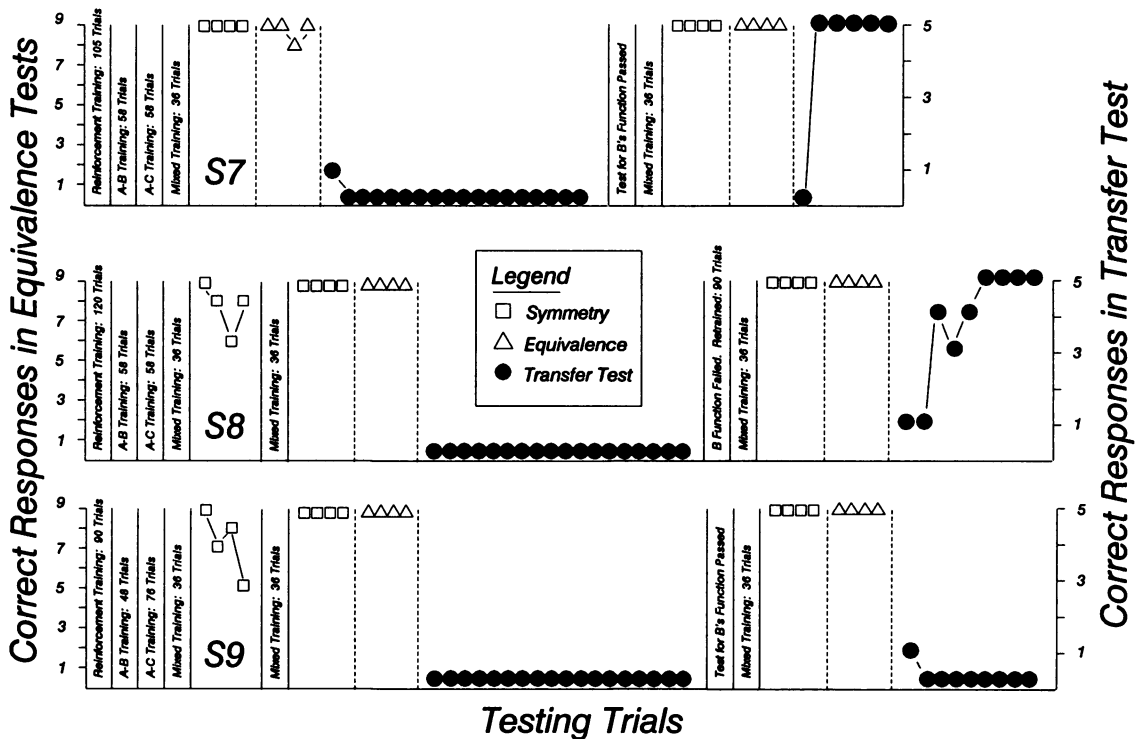 Correct Responses in Equivalence Tests
9
7
5
3
1
Reinforcement Training: 105 Trials
A-B Training: 58 Trials
A-C Training: 58 Trials
Mixed Training: 36 Trials
S7
Test for B's Function Passed
Mixed Training: 36 Trials
5
3
1
9
7
5
3
1
Reinforcement Training: 120 Trials
A-B Training: 58 Trials
A-C Training: 58 Trials
Mixed Training: 36 Trials
S8
Mixed Training: 36 Trials
Legend
Symmetry
Equivalence
Transfer Test
B Function Failed. Retrained: 90 Trials
Mixed Training: 36 Trials
5
3
1
9
7
5
3
1
Reinforcement Training: 90 Trials
A-B Training: 48 Trials
A-C Training: 76 Trials
Mixed Training: 36 Trials
S9
Mixed Training: 36 Trials
Test for B's Function Passed
Mixed Training: 36 Trials
5
3
1
Correct Responses in Transfer Test
Testing Trials